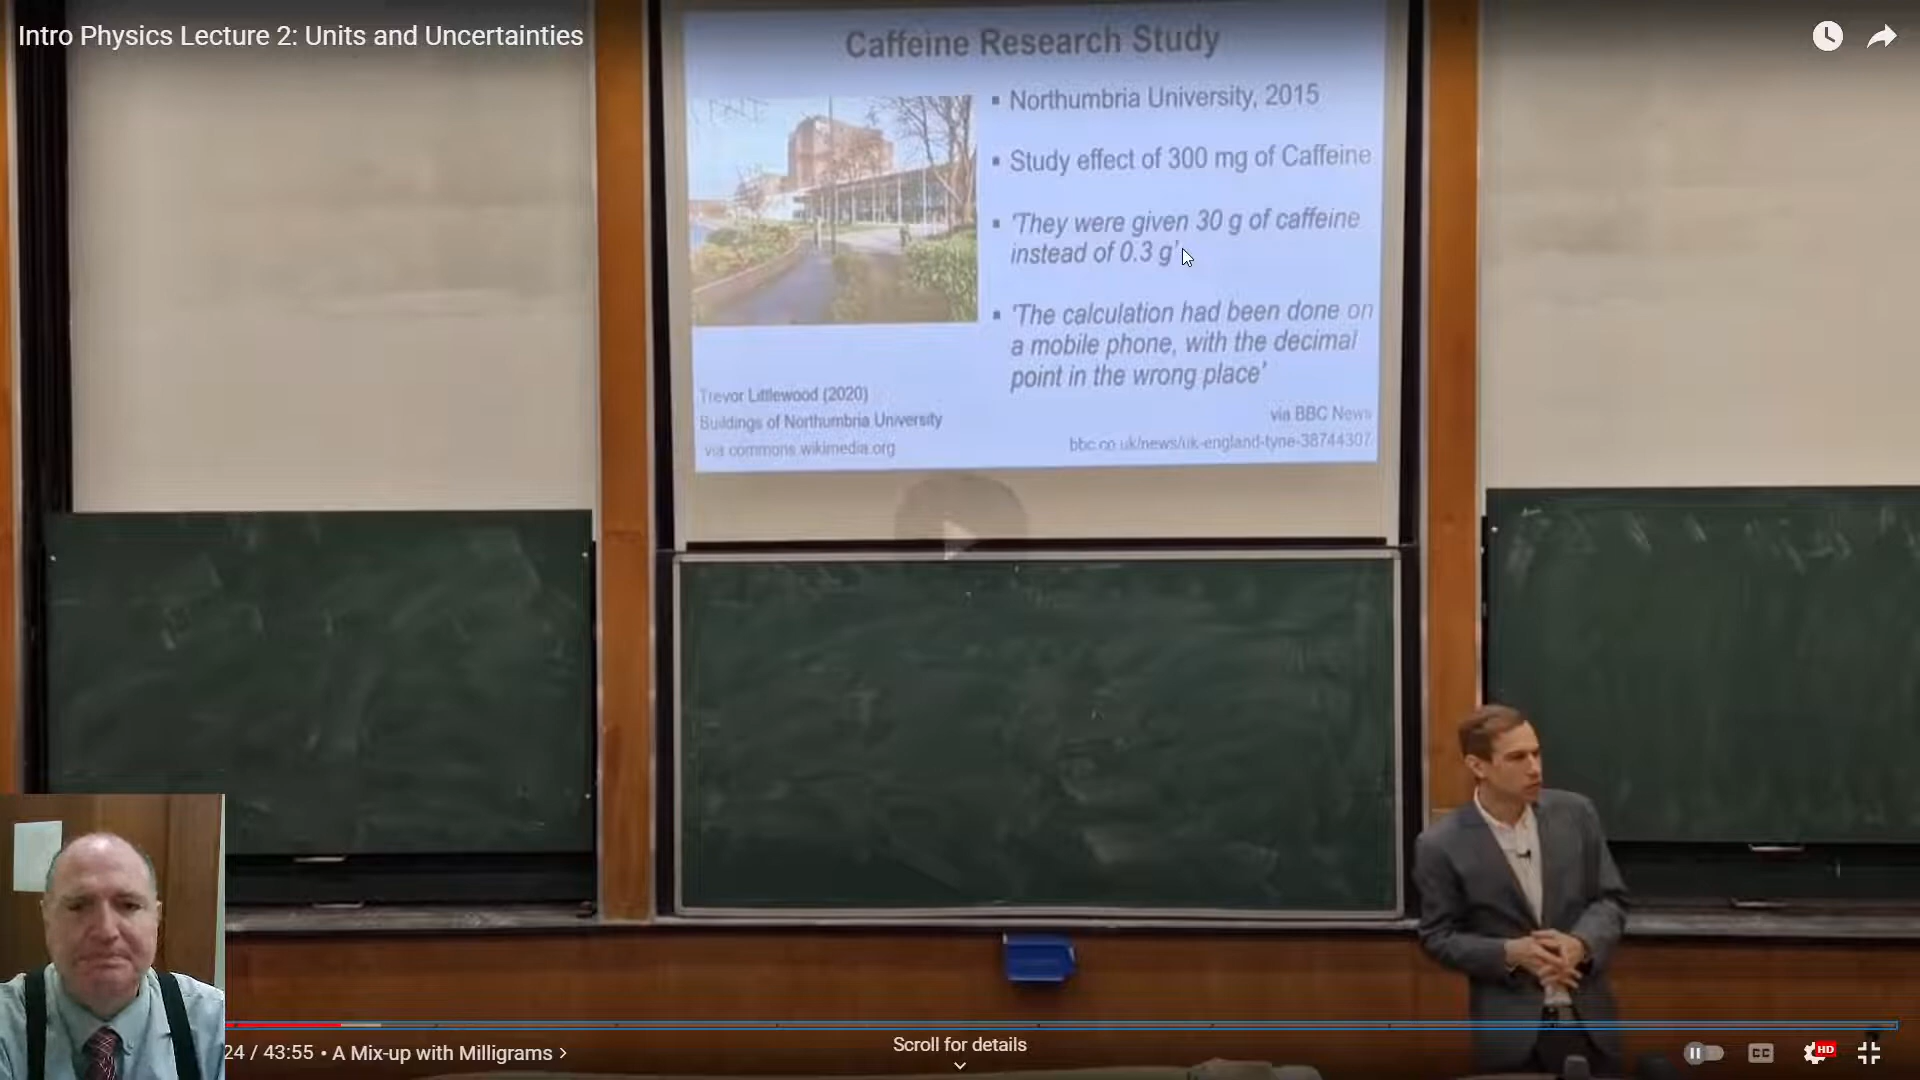 Intro Physics Lecture 2: Units and Uncertainties
Caffeine Research Study
▪ Northumbria University, 2015
▪ Study effect of 300 mg of Caffeine
▪ 'They were given 30 g of caffeine
instead of 0.3 g'
▪ 'The calculation had been done on
a mobile phone, with the decimal
point in the wrong place'
Trevor Littlewood (2020)
Buildings of Northumbria University
via commons.wikimedia.org
via BBC News
bbc.co.uk/news/uk-england-tyne-38744307
24 / 43:55 • A Mix-up with Milligrams >
Scroll for details
CC
HD